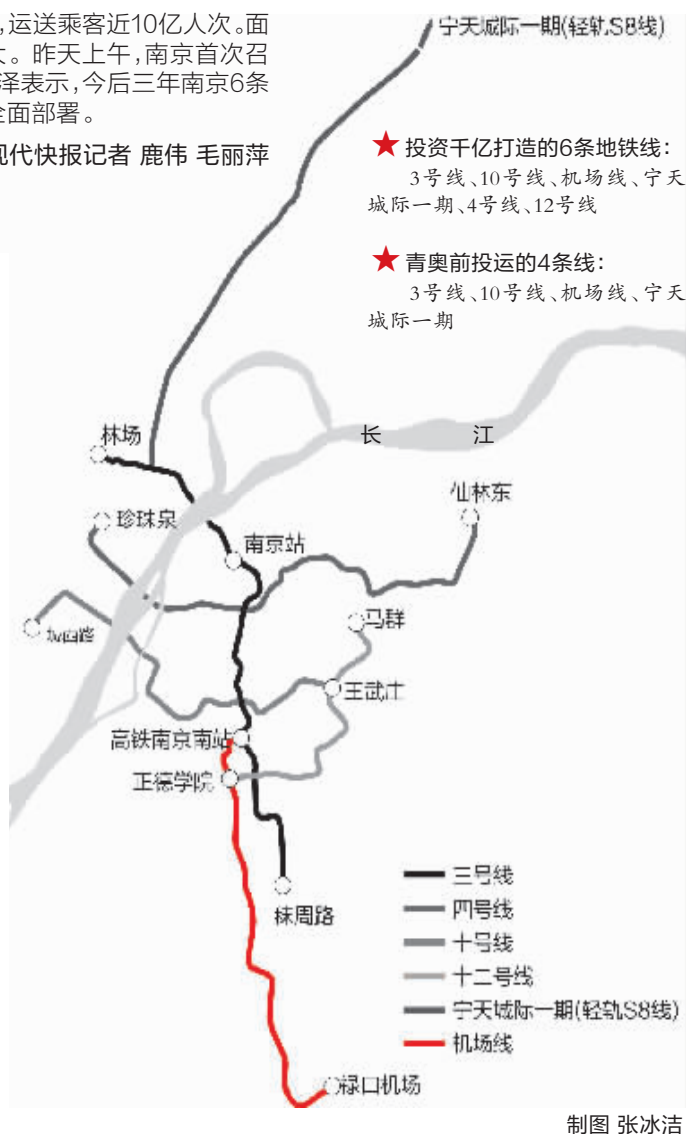 ,运送乘客近10亿人次。面
。昨天上午,南京首次召
泽表示,今后三年南京6条
全面部署。
现代快报记者 鹿伟 毛丽萍
宁天城际一期(轻轨S8线)
★投资千亿打造的6条地铁线：
3号线、10号线、机场线、宁天
城际一期、4号线、12号线
★青奥前投运的4条线：
3号线、10号线、机场线、宁天
城际一期
长 江
林场
仙林东
珍珠泉
南京站
马群
城西路
王武庄
高铁南京南站
正德学院
秣周路
三号线
四号线
十号线
十二号线
宁天城际一期(轻轨S8线)
机场线
禄口机场
制图 张冰洁